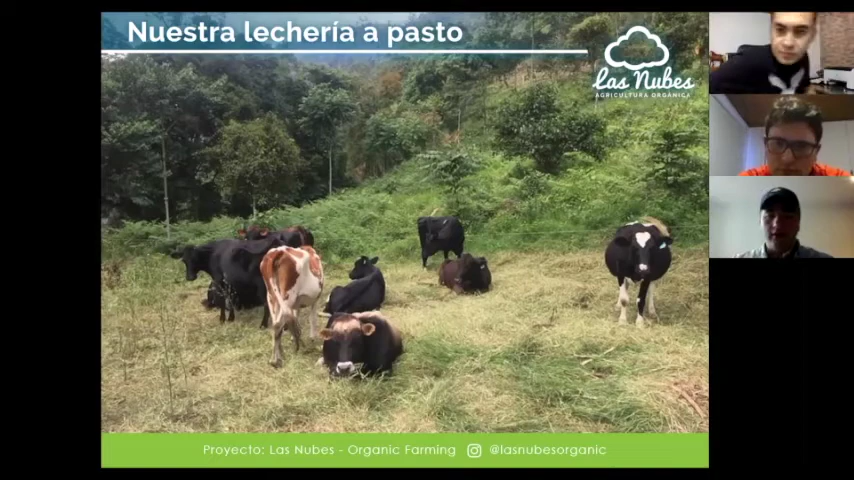 Nuestra lechería a pasto
Las Nubes
AGRICULTURA ORGÁNICA
Proyecto: Las Nubes - Organic Farming @lasnubesorganic